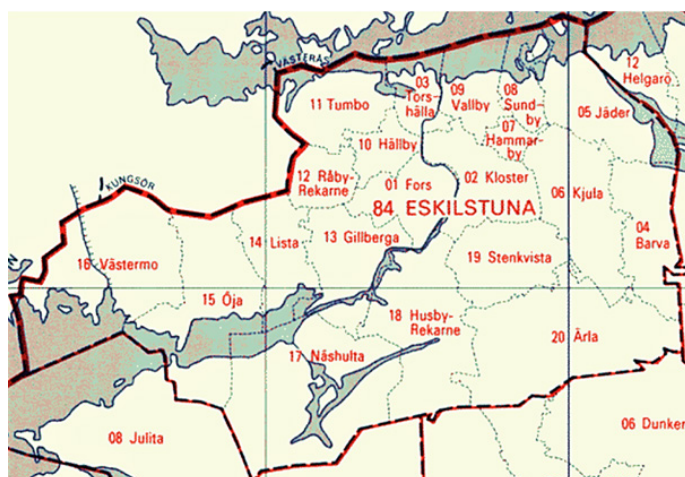 VÄSTERÅS
03
Tors-
hälla
09
Vallby
08
Sund-
by
12
Helgarö
11 Tumbo
05 Jäder
07
Hammar-
by
10 Hällby
12 Råby-
Rekarne
01 Fors
02 Kloster
06 Kjula
KUNGSÖR
84 ESKILSTUNA
04
Barva
14 Lista
13 Gillberga
19 Stenkvista
16 Västermo
15 Öja
18 Husby-
Rekarne
20 Ärla
17 Näshulta
08 Julita
06 Dunker